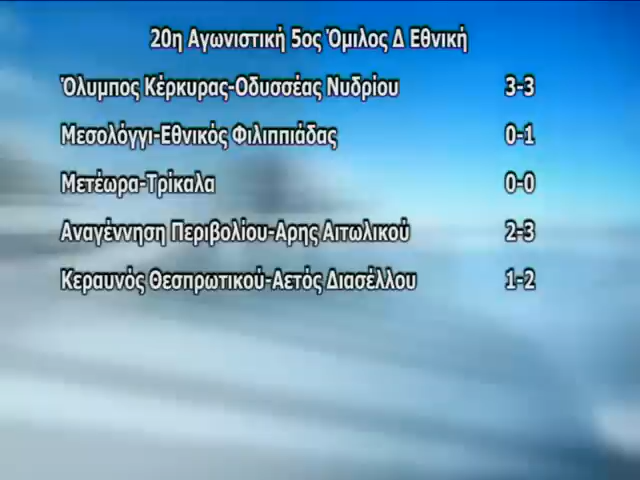 20η Αγωνιστική 5ος Όμιλος Δ Εθνική
Όλυμπος Κέρκυρας-Οδυσσέας Νυδρίου 3-3
Μεσολόγγι-Εθνικός Φιλιππιάδας 0-1
Μετέωρα-Τρίκαλα 0-0
Αναγέννηση Περιβολίου-Αρης Αιτωλικού 2-3
Κεραυνός Θεσπρωτικού-Αετός Διασέλλου 1-2